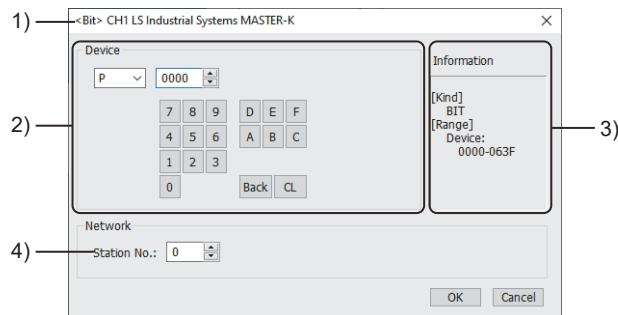 1)
<Bit> CH1 LS Industrial Systems MASTER-K
Device
P 0000
7 8 9 D E F
4 5 6 A B C
1 2 3
0 Back CL
2)
Information
[Kind]
BIT
[Range]
Device:
0000-063F
3)
Network
4)
Station No.: 0
OK Cancel